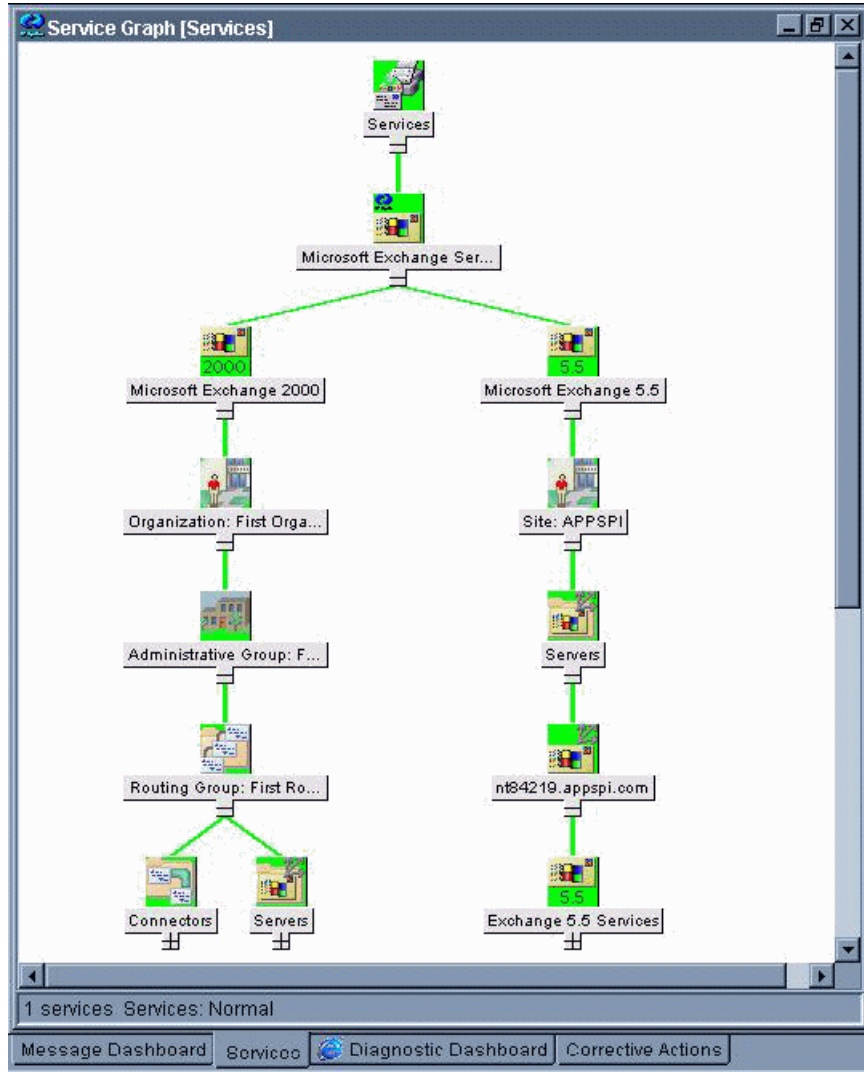 Service Graph [Services]
Services
Microsoft Exchange Ser...
2000
5.5
Microsoft Exchange 2000
Microsoft Exchange 5.5
Organization: First Orga...
Site: APPSPI
Administrative Group: F...
Servers
Routing Group: First Ro...
nt84219.appspi.com
5.5
Connectors
Servers
Exchange 5.5 Services
1 services Services: Normal
Message Dashboard
Services
Diagnostic Dashboard
Corrective Actions